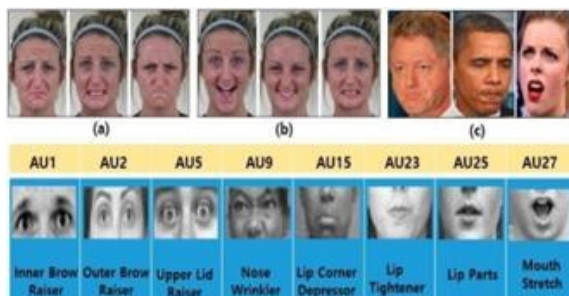 (a) (b) (c)
AU1 AU2 AU5 AU9 AU15 AU23 AU25 AU27
Inner Brow Raiser
Outer Brow Raiser
Upper Lid Raiser
Nose Wrinkler
Lip Corner Depressor
Lip Tightener
Lip Parts
Mouth Stretch